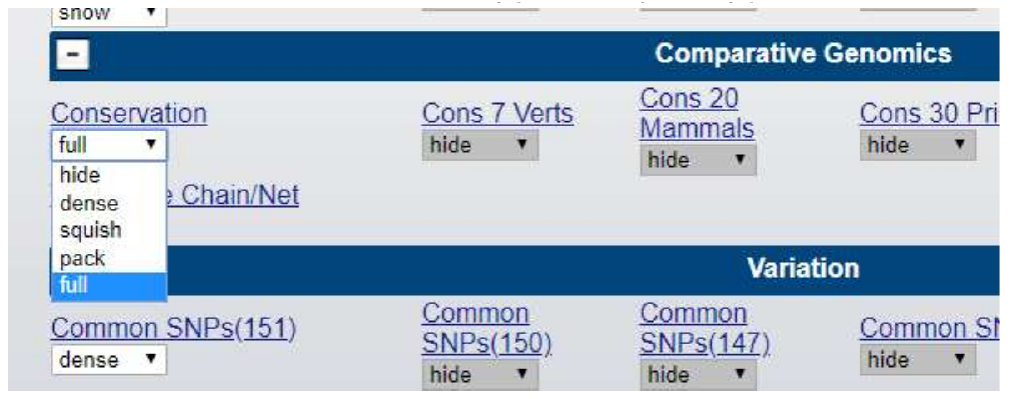 show
-
Comparative Genomics
Conservation
full
hide
dense
squish
pack
full
Cons 7 Verts
hide
Cons 20
Mammals
hide
Cons 30 Pri
hide
Chain/Net
Variation
Common SNPs(151)
dense
Common
SNPs(150)
hide
Common
SNPs(147)
hide
Common SN
hide